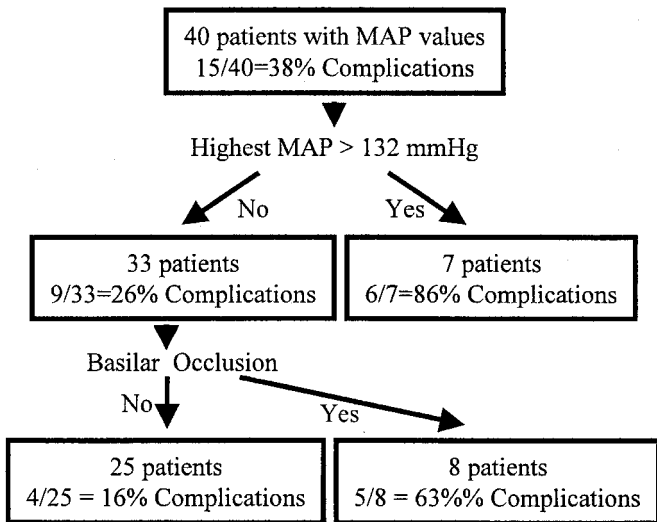 40 patients with MAP values
15/40=38% Complications
Highest MAP > 132 mmHg
No
Yes
33 patients
9/33=26% Complications
7 patients
6/7=86% Complications
Basilar Occlusion
No
Yes
25 patients
4/25 = 16% Complications
8 patients
5/8 = 63%% Complications